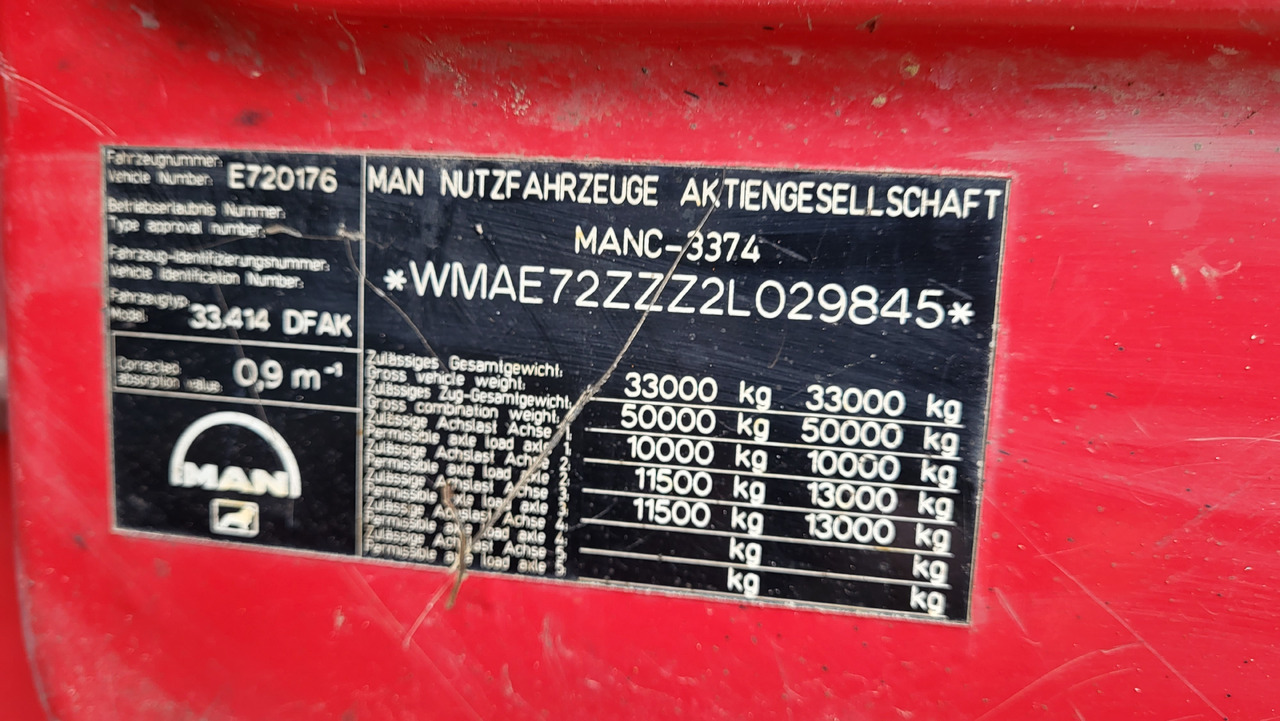 Fahrzeugnummer:
Vehicle Number: E720176
Betriebserlaubnis Nummer:
Type approval number:
Fahrzeug-Identifizierungsnummer:
Vehicle Identification Number:
Fahrzeugtyp
Model 33.414 DFAK
Corrected
absorption value: 0,9 m⁻¹
MAN
MAN NUTZFAHRZEUGE AKTIENGESELLSCHAFT
MANC-3374
*WMAE72ZZZ2L029845*
Zulässiges Gesamtgewicht:
Gross vehicle weight: 33000 kg 33000 kg
Zulässiges Zug-Gesamtgewicht:
Gross combination weight: 50000 kg 50000 kg
Zulässige Achslast Achse 1
Permissible axle load axle 1 10000 kg 10000 kg
Zulässige Achslast Achse 2
Permissible axle load axle 2 11500 kg 13000 kg
Zulässige Achslast Achse 3
Permissible axle load axle 3 11500 kg 13000 kg
Zulässige Achslast Achse 4
Permissible axle load axle 4 kg kg
Zulässige Achslast Achse 5
Permissible axle load axle 5 kg kg